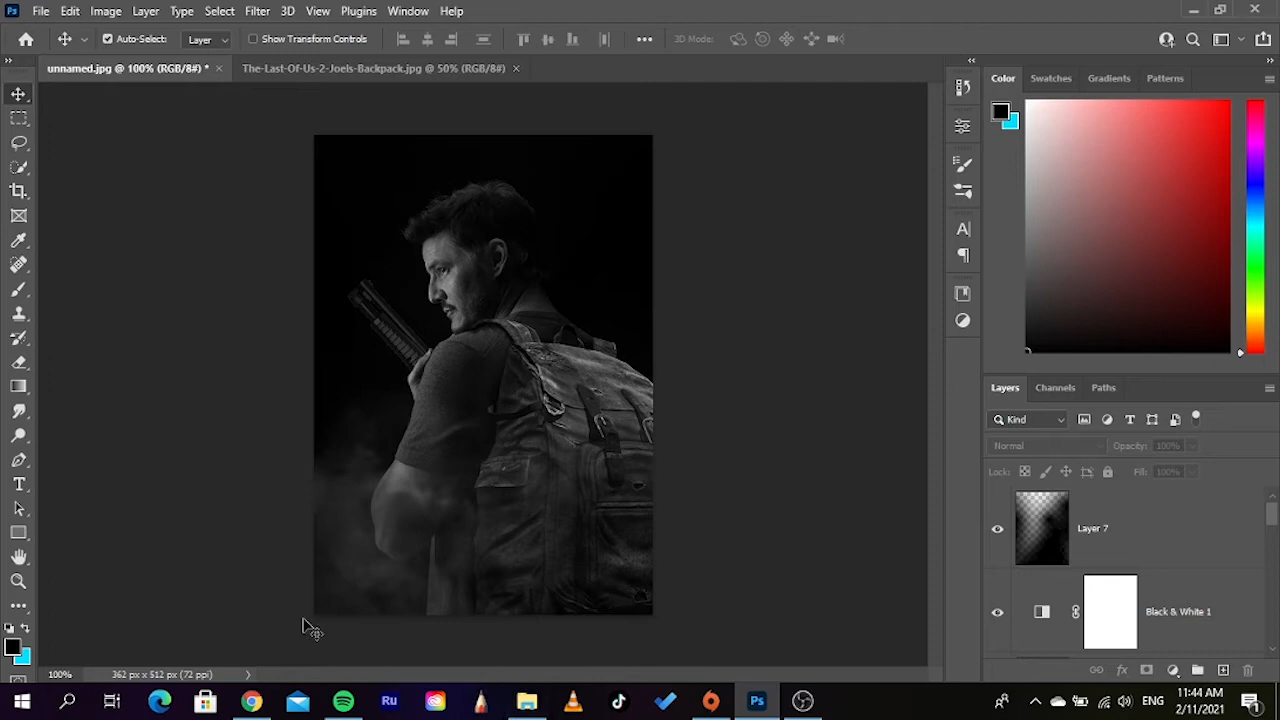 Ps File Edit Image Layer Type Select Filter 3D View Plugins Window Help
Auto-Select: Layer Show Transform Controls 3D Mode:
unnamed.jpg @ 100% (RGB/8#) * The-Last-Of-Us-2-Joels-Backpack.jpg @ 50% (RGB/8#)
Color Swatches Gradients Patterns
Layers Channels Paths
Kind
Normal Opacity: 100%
Lock: Fill: 100%
Layer 7
Black & White 1
100% 362 px x 512 px (72 ppi)
Ru Ps ENG 11:44 AM
2/11/2021